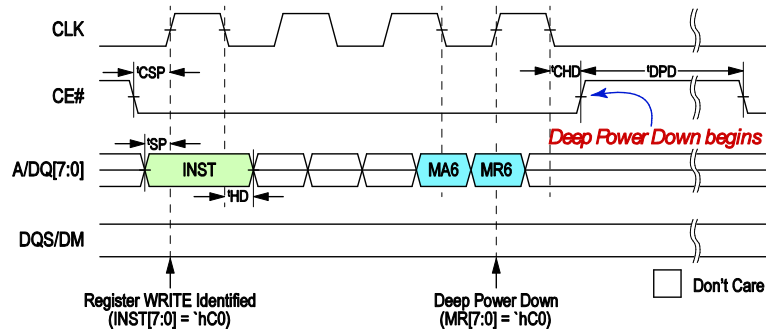 CLK
tCSP
tCHD
tDPD
CE#
Deep Power Down begins
tSP
A/DQ[7:0]
INST
MA6
MR6
tHD
DQS/DM
Register WRITE Identified
(INST[7:0] = `hC0)
Deep Power Down
(MR[7:0] = `hC0)
Don't Care